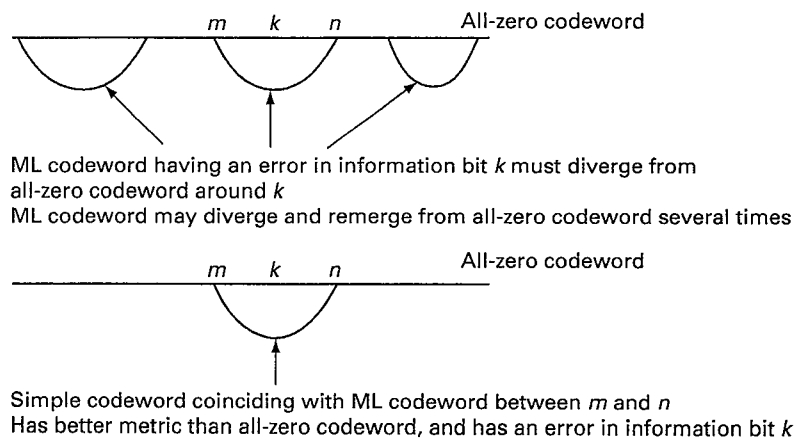 m k n All-zero codeword
ML codeword having an error in information bit k must diverge from
all-zero codeword around k
ML codeword may diverge and remerge from all-zero codeword several times
m k n All-zero codeword
Simple codeword coinciding with ML codeword between m and n
Has better metric than all-zero codeword, and has an error in information bit k